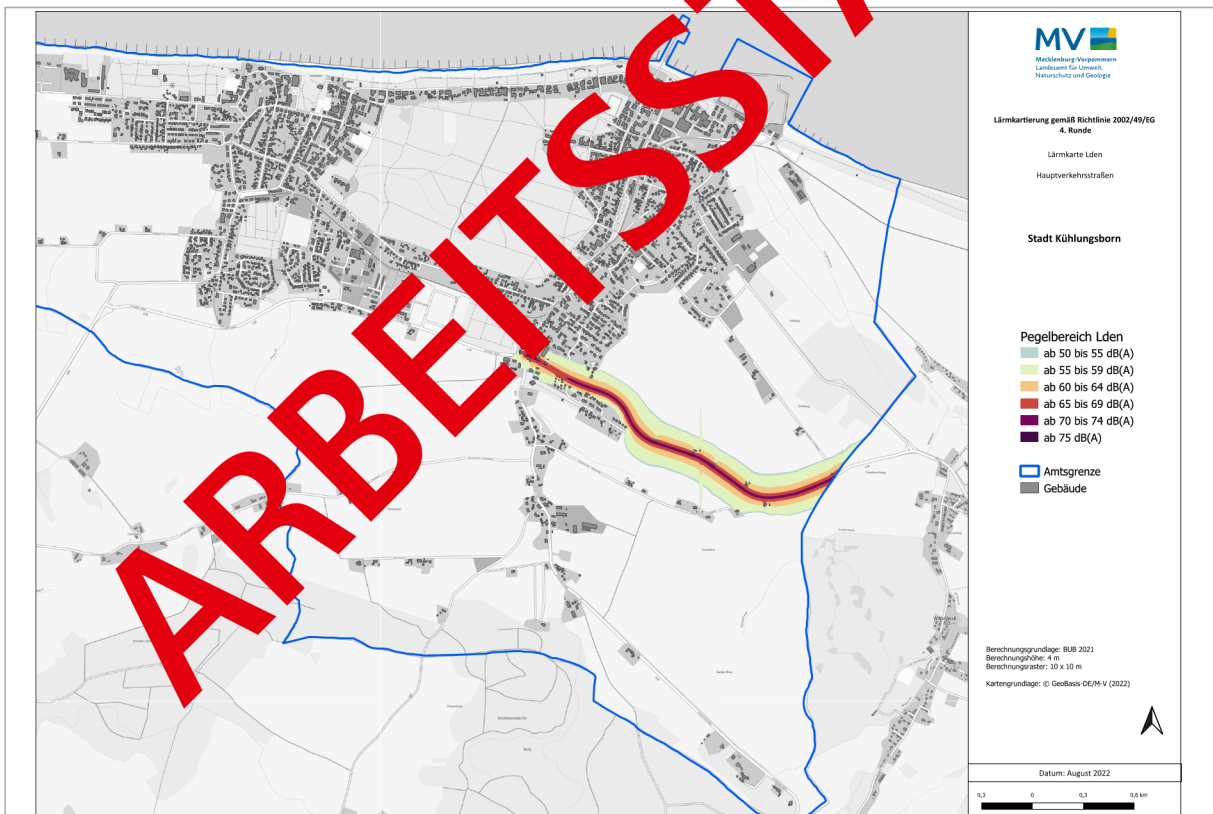 ARBEITSSTA
MV
Mecklenburg-Vorpommern
Landesamt für Umwelt,
Naturschutz und Geologie
Lärmkartierung gemäß Richtlinie 2002/49/EG
4. Runde
Lärmkarte Lden
Hauptverkehrsstraßen
Stadt Kühlungsborn
Pegelbereich Lden
ab 50 bis 55 dB(A)
ab 55 bis 59 dB(A)
ab 60 bis 64 dB(A)
ab 65 bis 69 dB(A)
ab 70 bis 74 dB(A)
ab 75 dB(A)
Amtsgrenze
Gebäude
Berechnungsgrundlage: BUB 2021
Berechnungshöhe: 4 m
Berechnungsraster: 10 x 10 m
Kartengrundlage: © GeoBasis-DE/M-V (2022)
Datum: August 2022
0,3 0 0,3 0,6 km